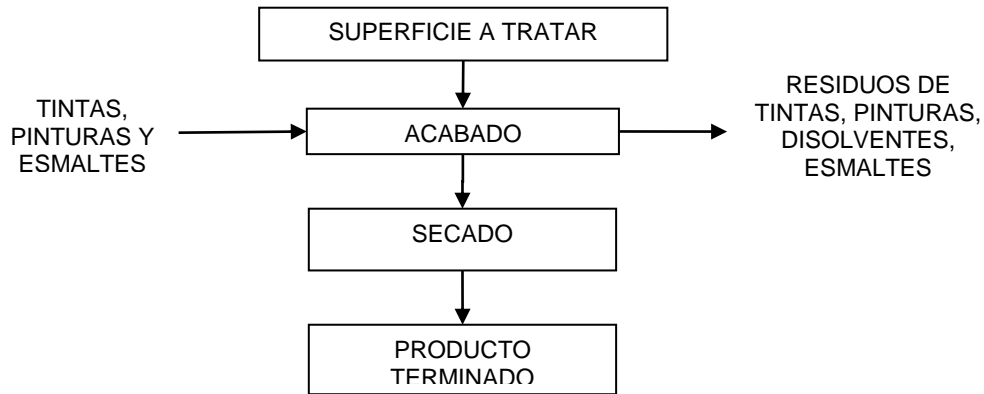 SUPERFICIE A TRATAR
TINTAS,
PINTURAS Y
ESMALTES
ACABADO
RESIDUOS DE
TINTAS, PINTURAS,
DISOLVENTES,
ESMALTES
SECADO
PRODUCTO
TERMINADO